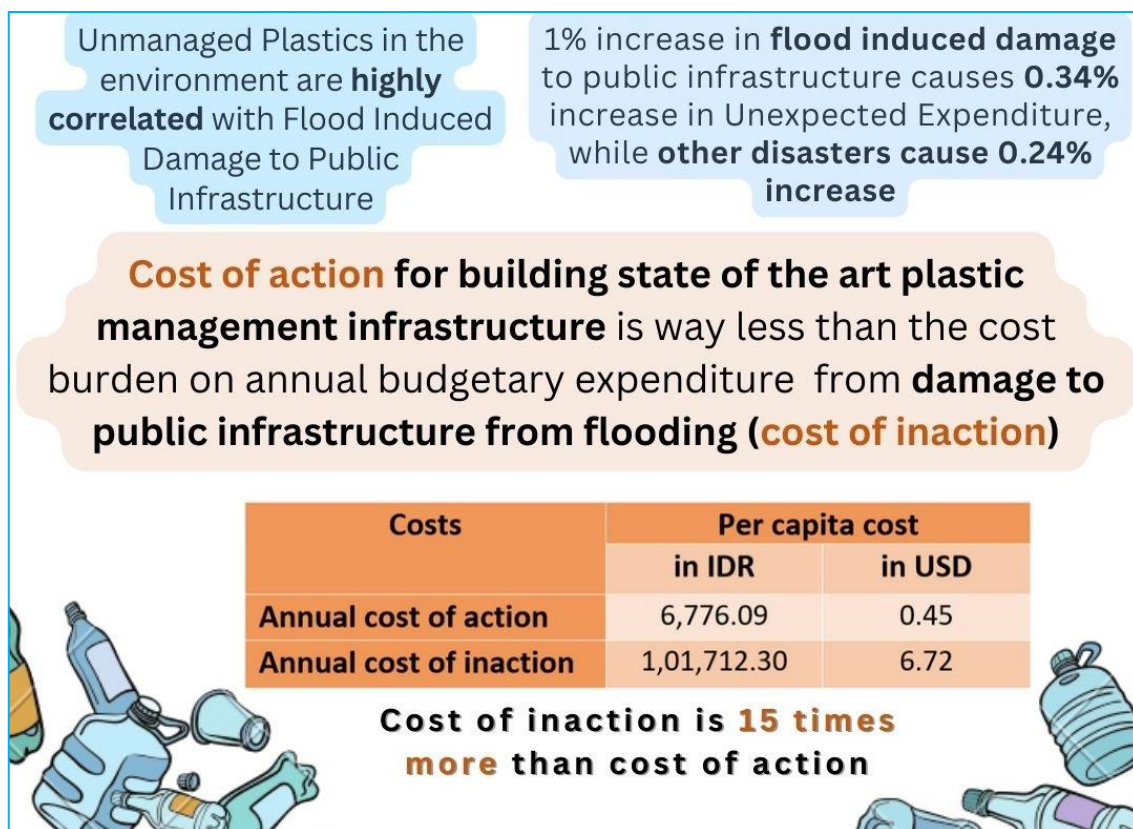 Unmanaged Plastics in the
environment are highly
correlated with Flood Induced
Damage to Public
Infrastructure
1% increase in flood induced damage
to public infrastructure causes 0.34%
increase in Unexpected Expenditure,
while other disasters cause 0.24%
increase
Cost of action for building state of the art plastic
management infrastructure is way less than the cost
burden on annual budgetary expenditure from damage to
public infrastructure from flooding (cost of inaction)
Costs Per capita cost
in IDR in USD
Annual cost of action 6,776.09 0.45
Annual cost of inaction 1,01,712.30 6.72
Cost of inaction is 15 times
more than cost of action